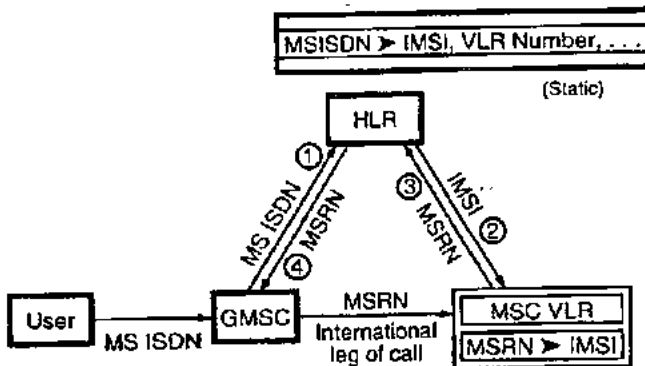 MSISDN ➤ IMSI, VLR Number, . . .
(Static)
HLR
①
MS ISDN
④ MSRN
③ MSRN
IMSI
②
User
MS ISDN
GMSC
MSRN
International
leg of call
MSC VLR
MSRN ➤ IMSI